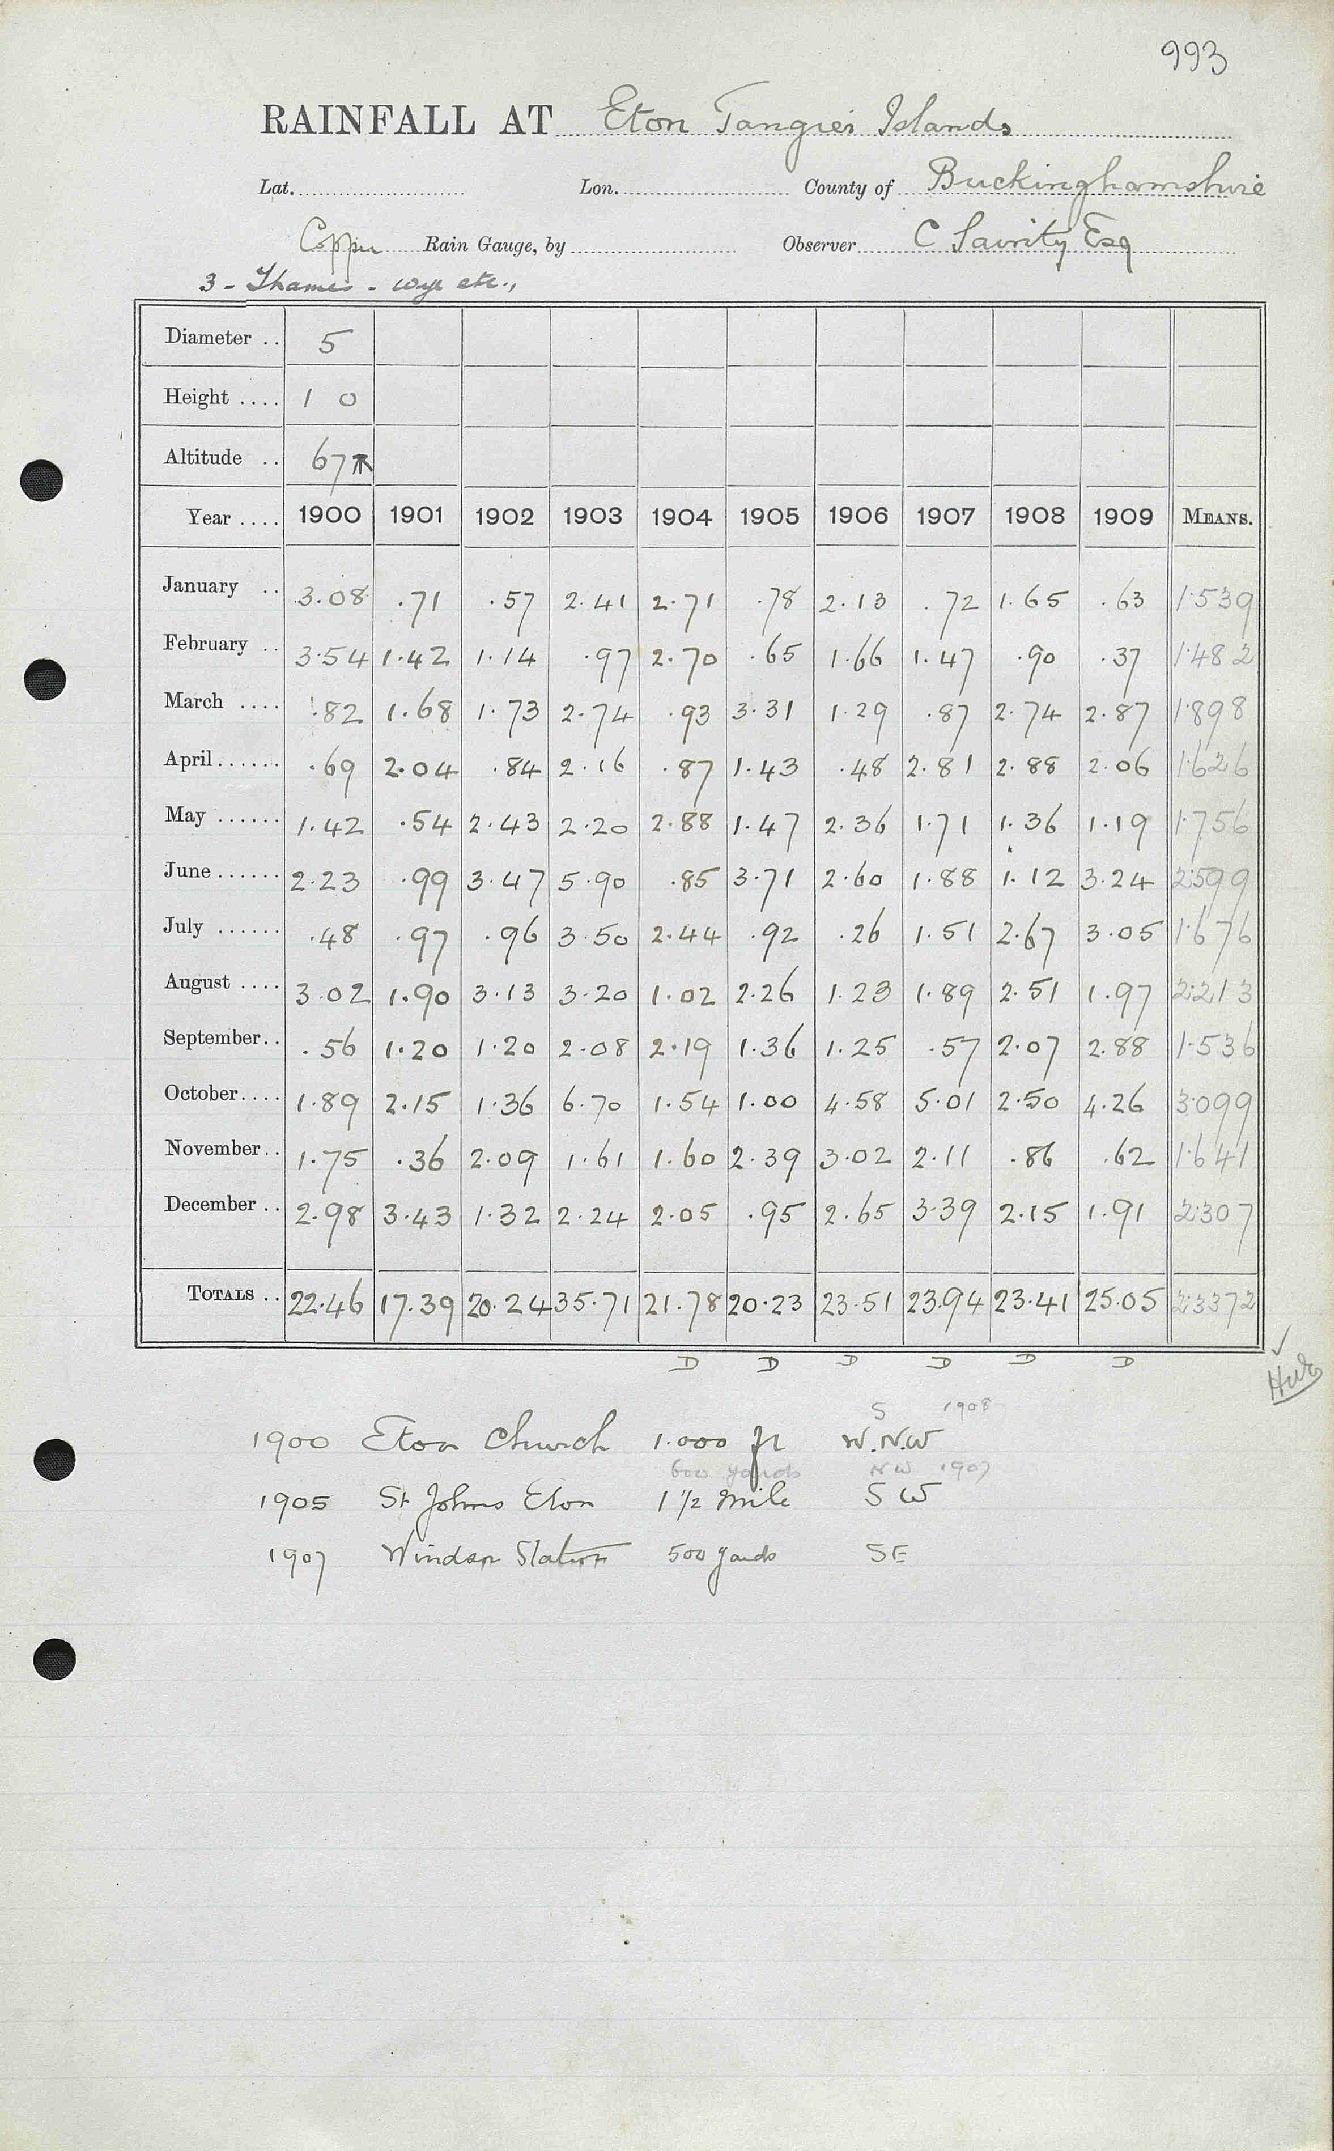 993
RAINFALL AT Eton Tangier Islands
Lat. Lon. County of Buckinghamshire
Rain Gauge, by Observer C Esq
3 - Thames - Wye etc.,
Diameter .. 5
Height .... 1 0
Altitude .. 67
Year .... 1900 1901 1902 1903 1904 1905 1906 1907 1908 1909 MEANS.
January .. 3.08 .71 .57 2.41 2.71 .78 2.13 .72 1.65 .63 1.539
February .. 3.54 1.42 1.14 .97 2.70 .65 1.66 1.47 .90 .37 1.482
March .... .82 1.68 1.73 2.74 .93 3.31 1.29 .87 2.74 2.87 1.898
April...... .69 2.04 .84 2.16 .87 1.43 .48 2.81 2.88 2.06 1.626
May ...... 1.42 .54 2.43 2.20 2.88 1.47 2.36 1.71 1.36 1.19 1.756
June...... 2.23 .99 3.47 5.90 .85 3.71 2.60 1.88 1.12 3.24 2.599
July ...... .48 .97 .96 3.50 2.44 .92 .26 1.51 2.67 3.05 1.676
August .... 3.02 1.90 3.13 3.20 1.02 2.26 1.23 1.89 2.51 1.97 2.213
September.. .56 1.20 1.20 2.08 2.19 1.36 1.25 .57 2.07 2.88 1.536
October.... 1.89 2.15 1.36 6.70 1.54 1.00 4.58 5.01 2.50 4.26 3.099
November.. 1.75 .36 2.09 1.61 1.60 2.39 3.02 2.11 .86 .62 1.641
December .. 2.98 3.43 1.32 2.24 2.05 .95 2.65 3.39 2.15 1.91 2.307
TOTALS .. 22.46 17.39 20.24 35.71 21.78 20.23 23.51 23.94 23.41 25.05 23.372
D D D D D D
S 1908
1900 Eton Church 1.000 ft W.N.W
600 yards NW 1907
1905 St Johns Eton 1 1/2 mile SW
1907 Windsor Station 500 yards SE